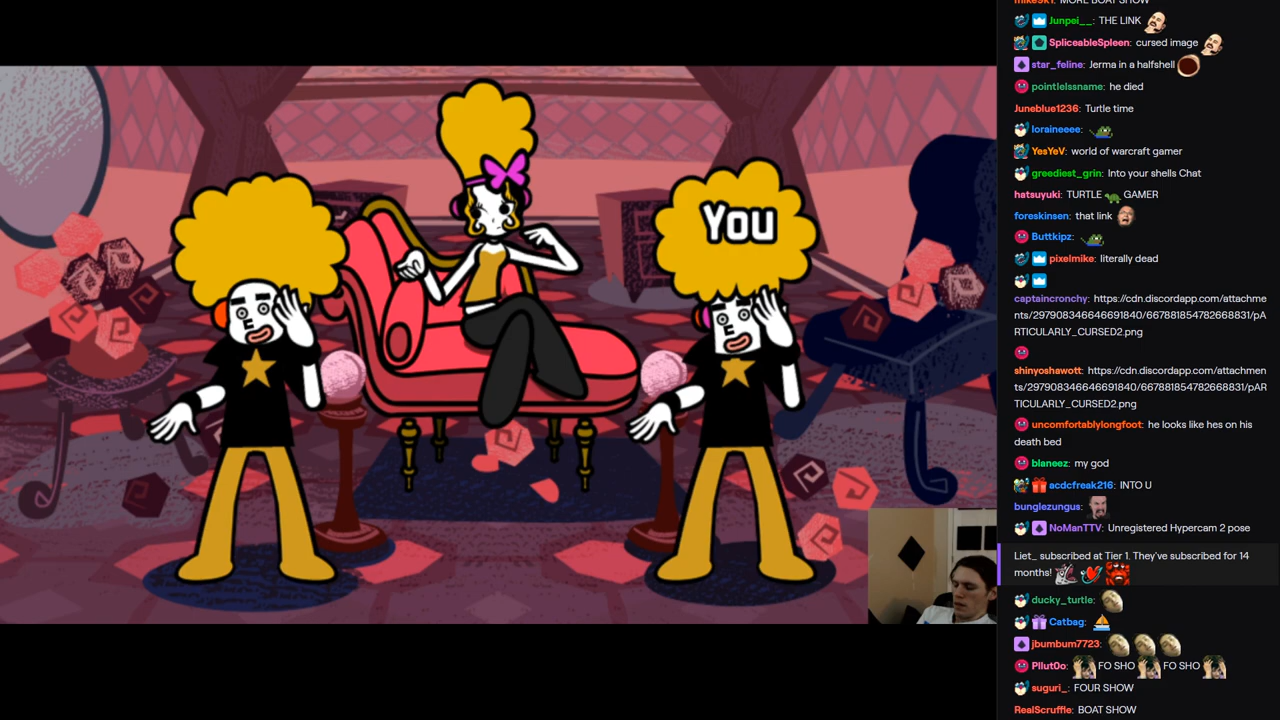 You
mike9k1: MORE BOAT SHOW
Junpei__: THE LINK
SpliceableSpleen: cursed image
star_feline: Jerma in a halfshell
pointlelssname: he died
Juneblue1236: Turtle time
loraineeee:
YesYeV: world of warcraft gamer
greediest_grin: Into your shells Chat
hatsuyuki: TURTLE GAMER
foreskinsen: that link
Buttkipz:
pixelmike: literally dead
captaincronchy: https://cdn.discordapp.com/attachme
nts/297908346646691840/667881854782668831/pA
RTICULARLY_CURSED2.png
shinyoshawott: https://cdn.discordapp.com/attachmen
ts/297908346646691840/667881854782668831/pAR
TICULARLY_CURSED2.png
uncomfortablylongfoot: he looks like hes on his
death bed
blaneez: my god
acdcfreak216: INTO U
bunglezungus:
NoManTTV: Unregistered Hypercam 2 pose
Liet_ subscribed at Tier 1. They've subscribed for 14
months!
ducky_turtle:
Catbag:
jbumbum7723:
Pllut0o: FO SHO FO SHO
suguri_: FOUR SHOW
RealScruffle: BOAT SHOW